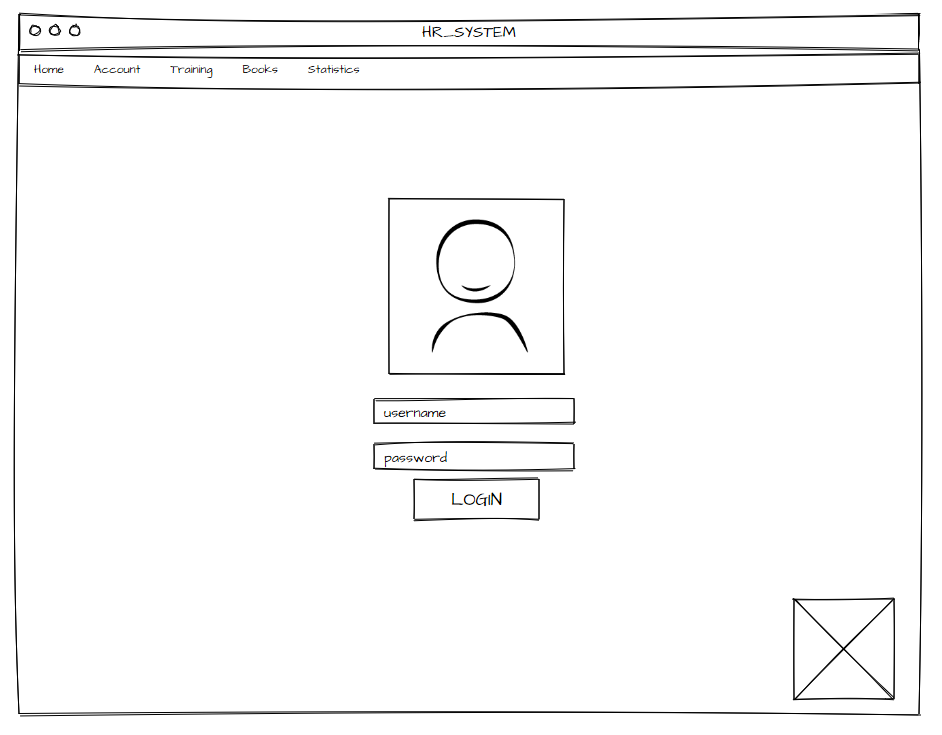 HR_SYSTEM
Home Account Training Books Statistics
username
password
LOGIN